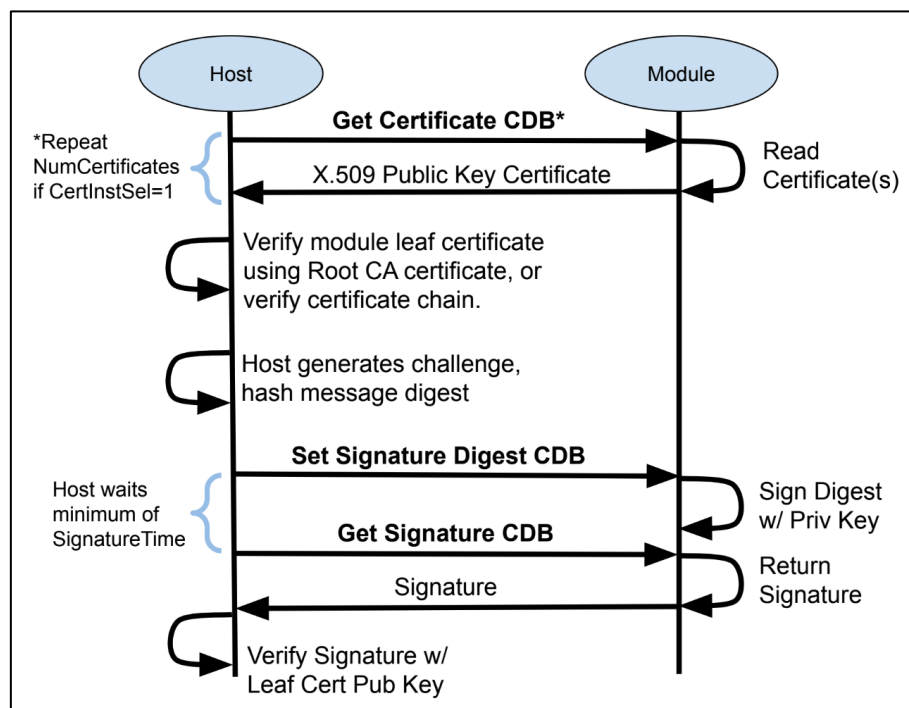 Host
Module
Get Certificate CDB*
*Repeat
NumCertificates
if CertInstSel=1
Read
Certificate(s)
X.509 Public Key Certificate
Verify module leaf certificate
using Root CA certificate, or
verify certificate chain.
Host generates challenge,
hash message digest
Set Signature Digest CDB
Host waits
minimum of
SignatureTime
Sign Digest
w/ Priv Key
Get Signature CDB
Return
Signature
Signature
Verify Signature w/
Leaf Cert Pub Key